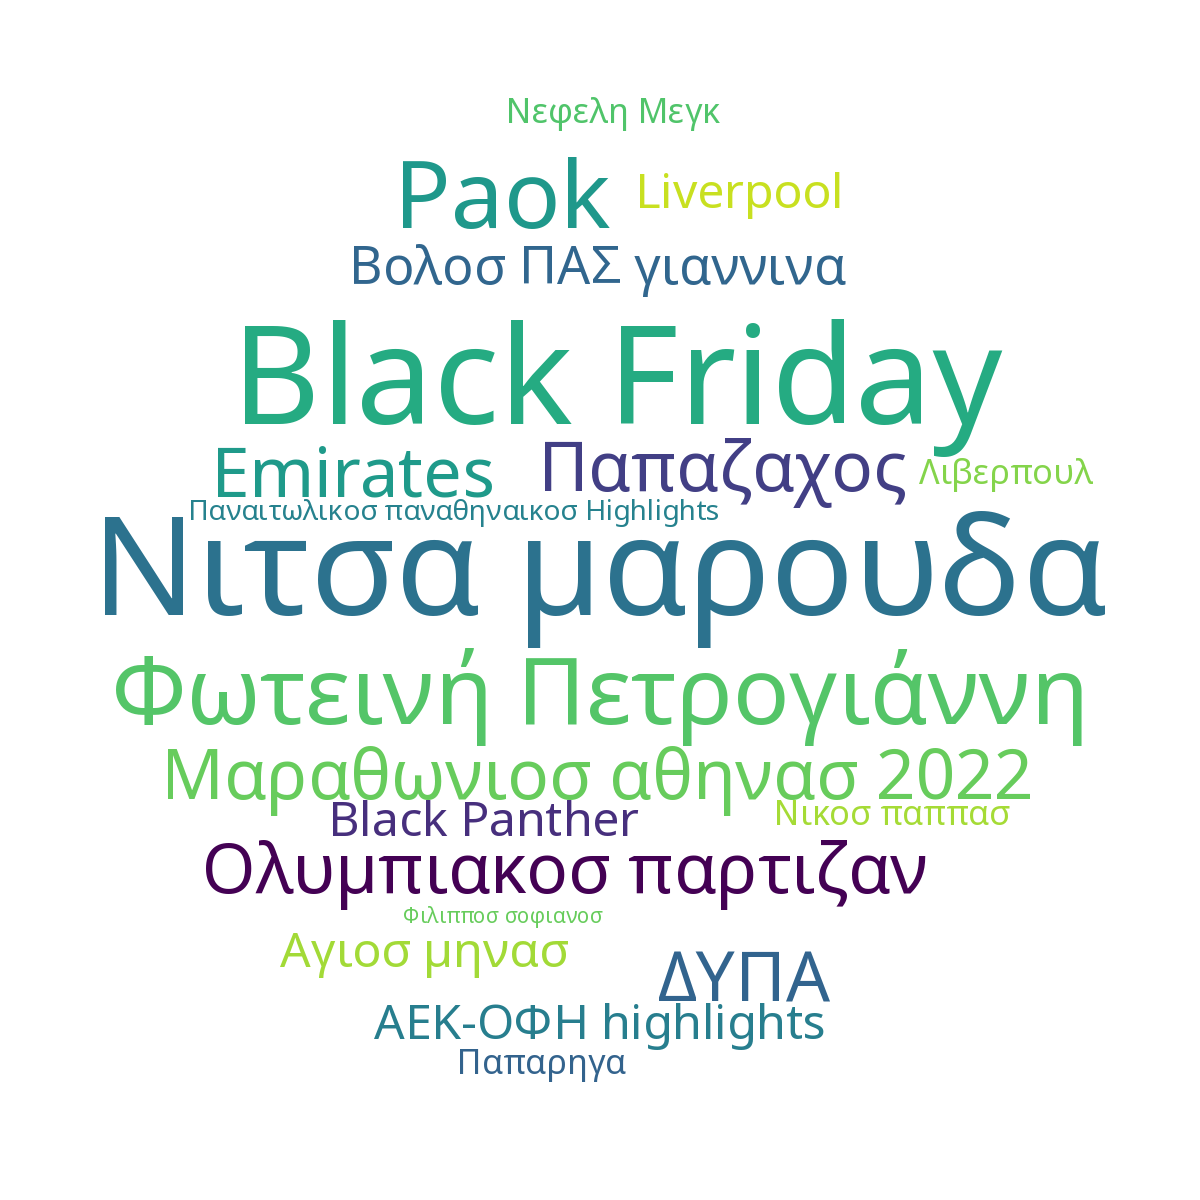 Νεφελη Μεγκ
Paok
Liverpool
Βολοσ ΠΑΣ γιαννινα
Black Friday
Emirates
Παπαζαχος
Λιβερπουλ
Παναιτωλικοσ παναθηναικοσ Highlights
Νιτσα μαρουδα
Φωτεινή Πετρογιάννη
Μαραθωνιοσ αθηνασ 2022
Black Panther
Νικοσ παππασ
Ολυμπιακοσ παρτιζαν
Φιλιπποσ σοφιανοσ
Αγιοσ μηνασ
ΔΥΠΑ
ΑΕΚ-ΟΦΗ highlights
Παπαρηγα